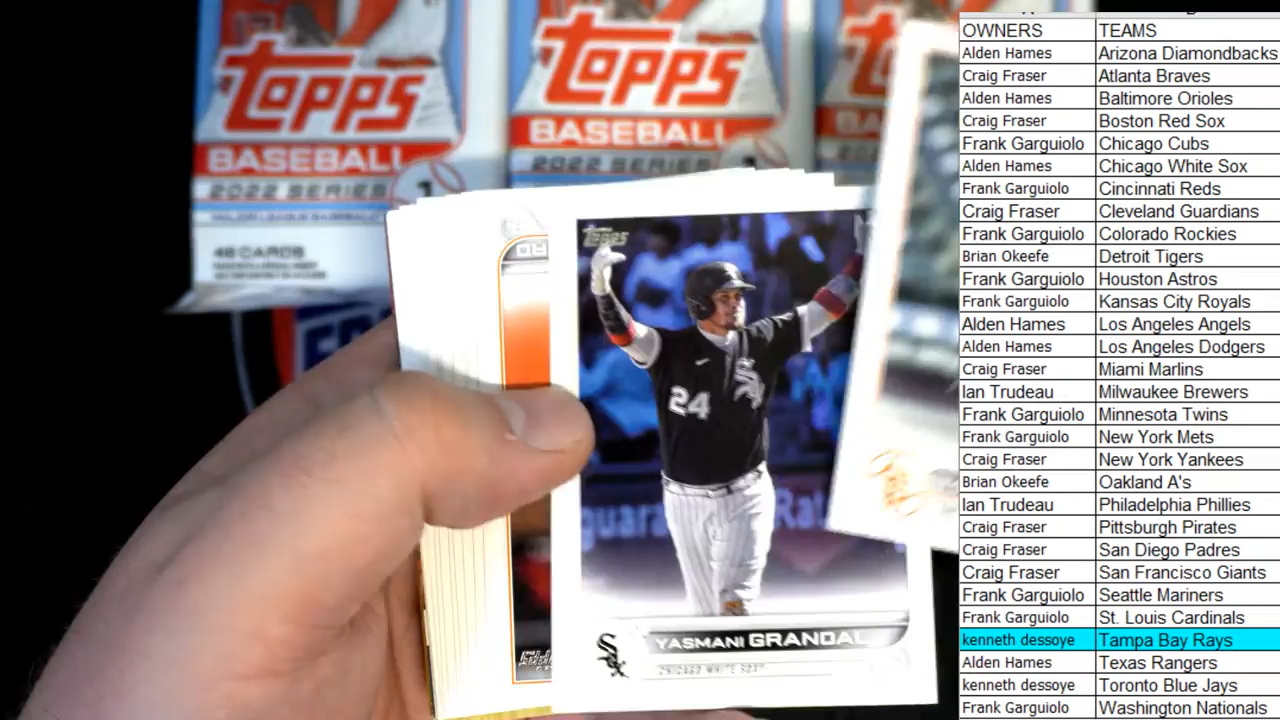 topps
BASEBALL
2022 SERIES
1
48 CARDS
topps
BASEBALL
2022 SERIES
1
Topps
24
YASMANI GRANDAL
CHICAGO WHITE SOX
OWNERS TEAMS
Alden Hames Arizona Diamondbacks
Craig Fraser Atlanta Braves
Alden Hames Baltimore Orioles
Craig Fraser Boston Red Sox
Frank Garguiolo Chicago Cubs
Alden Hames Chicago White Sox
Frank Garguiolo Cincinnati Reds
Craig Fraser Cleveland Guardians
Frank Garguiolo Colorado Rockies
Brian Okeefe Detroit Tigers
Frank Garguiolo Houston Astros
Frank Garguiolo Kansas City Royals
Alden Hames Los Angeles Angels
Alden Hames Los Angeles Dodgers
Craig Fraser Miami Marlins
Ian Trudeau Milwaukee Brewers
Frank Garguiolo Minnesota Twins
Frank Garguiolo New York Mets
Craig Fraser New York Yankees
Brian Okeefe Oakland A's
Ian Trudeau Philadelphia Phillies
Craig Fraser Pittsburgh Pirates
Craig Fraser San Diego Padres
Craig Fraser San Francisco Giants
Frank Garguiolo Seattle Mariners
Frank Garguiolo St. Louis Cardinals
kenneth dessoye Tampa Bay Rays
Alden Hames Texas Rangers
kenneth dessoye Toronto Blue Jays
Frank Garguiolo Washington Nationals